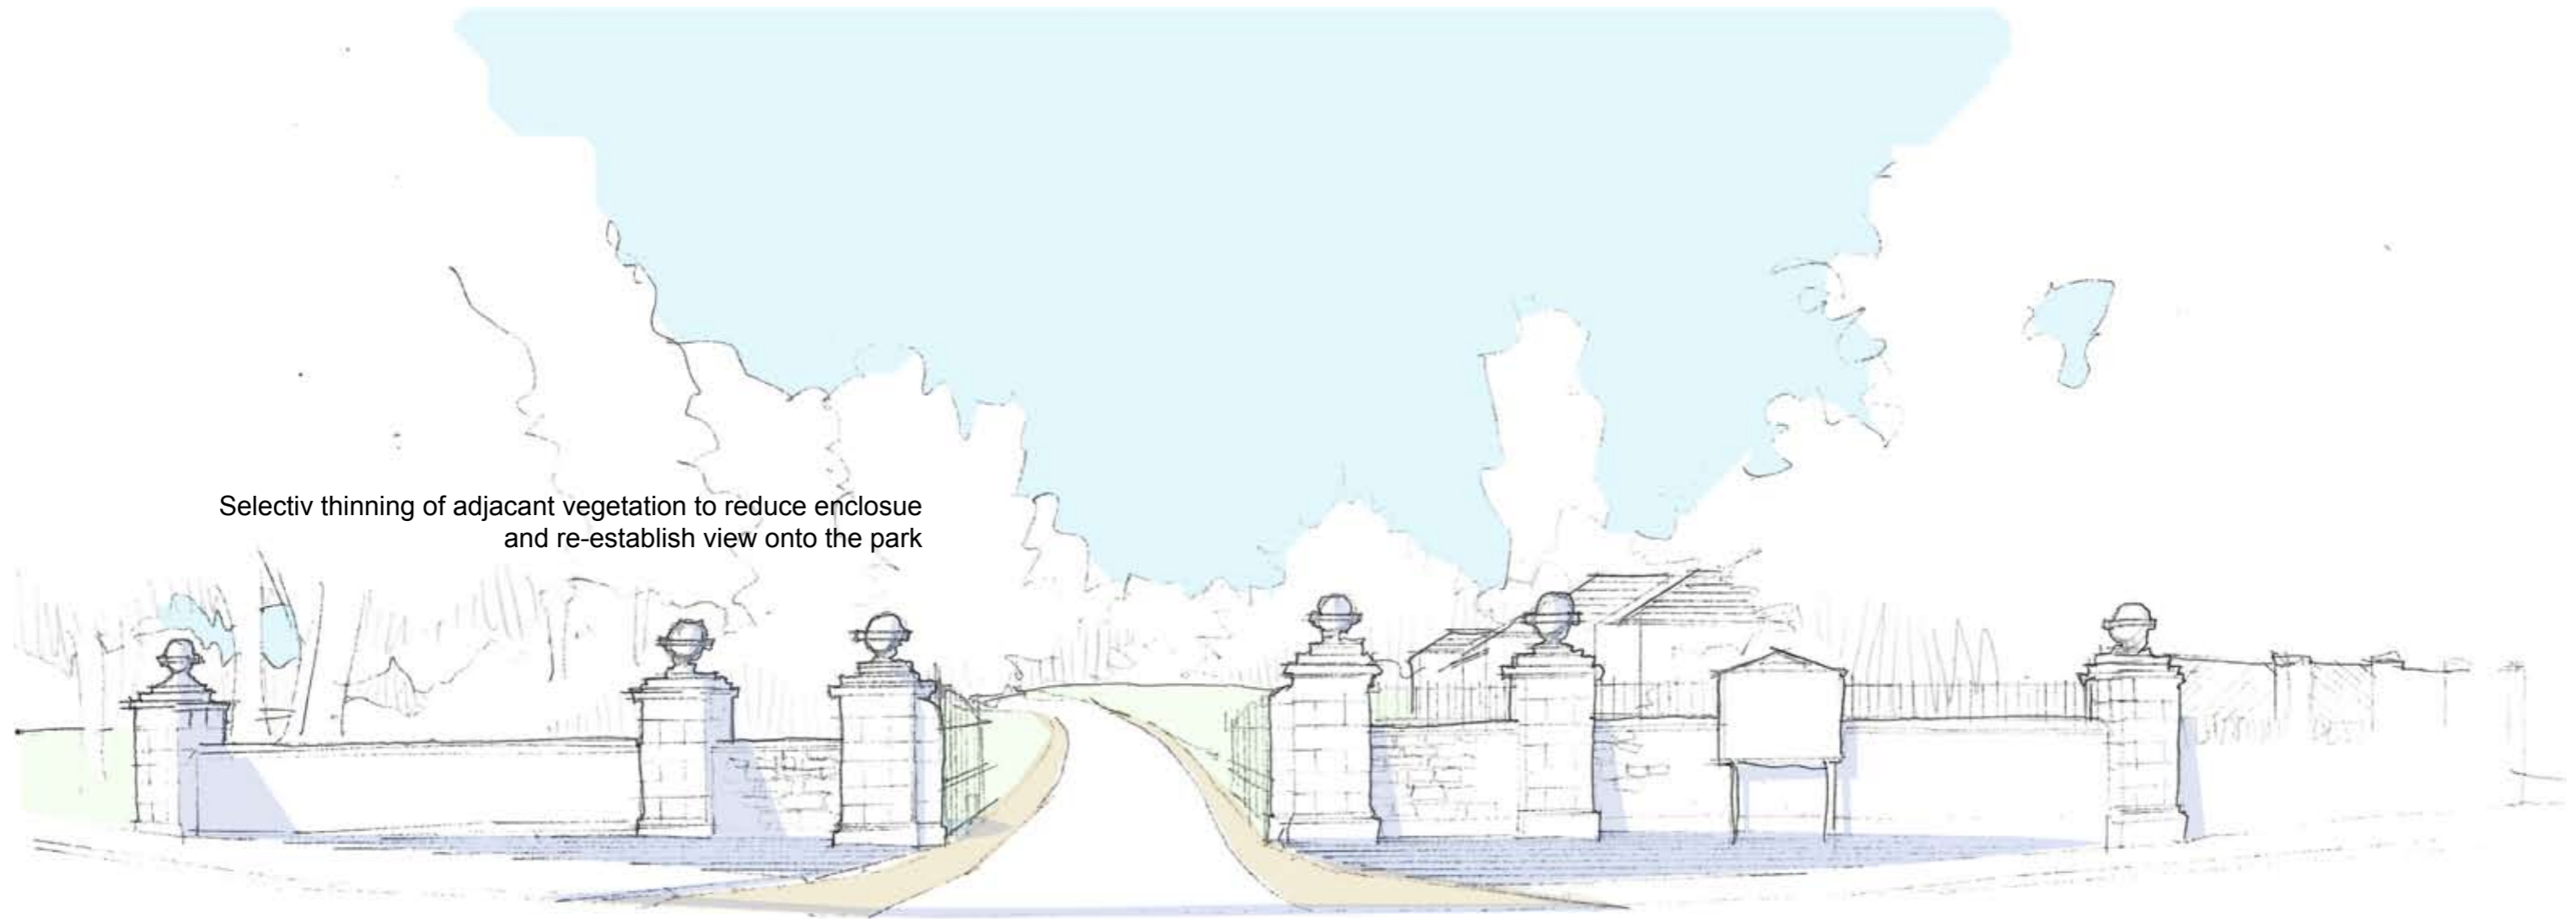 Selectiv thinning of adjacant vegetation to reduce enclosue
and re-establish view onto the park